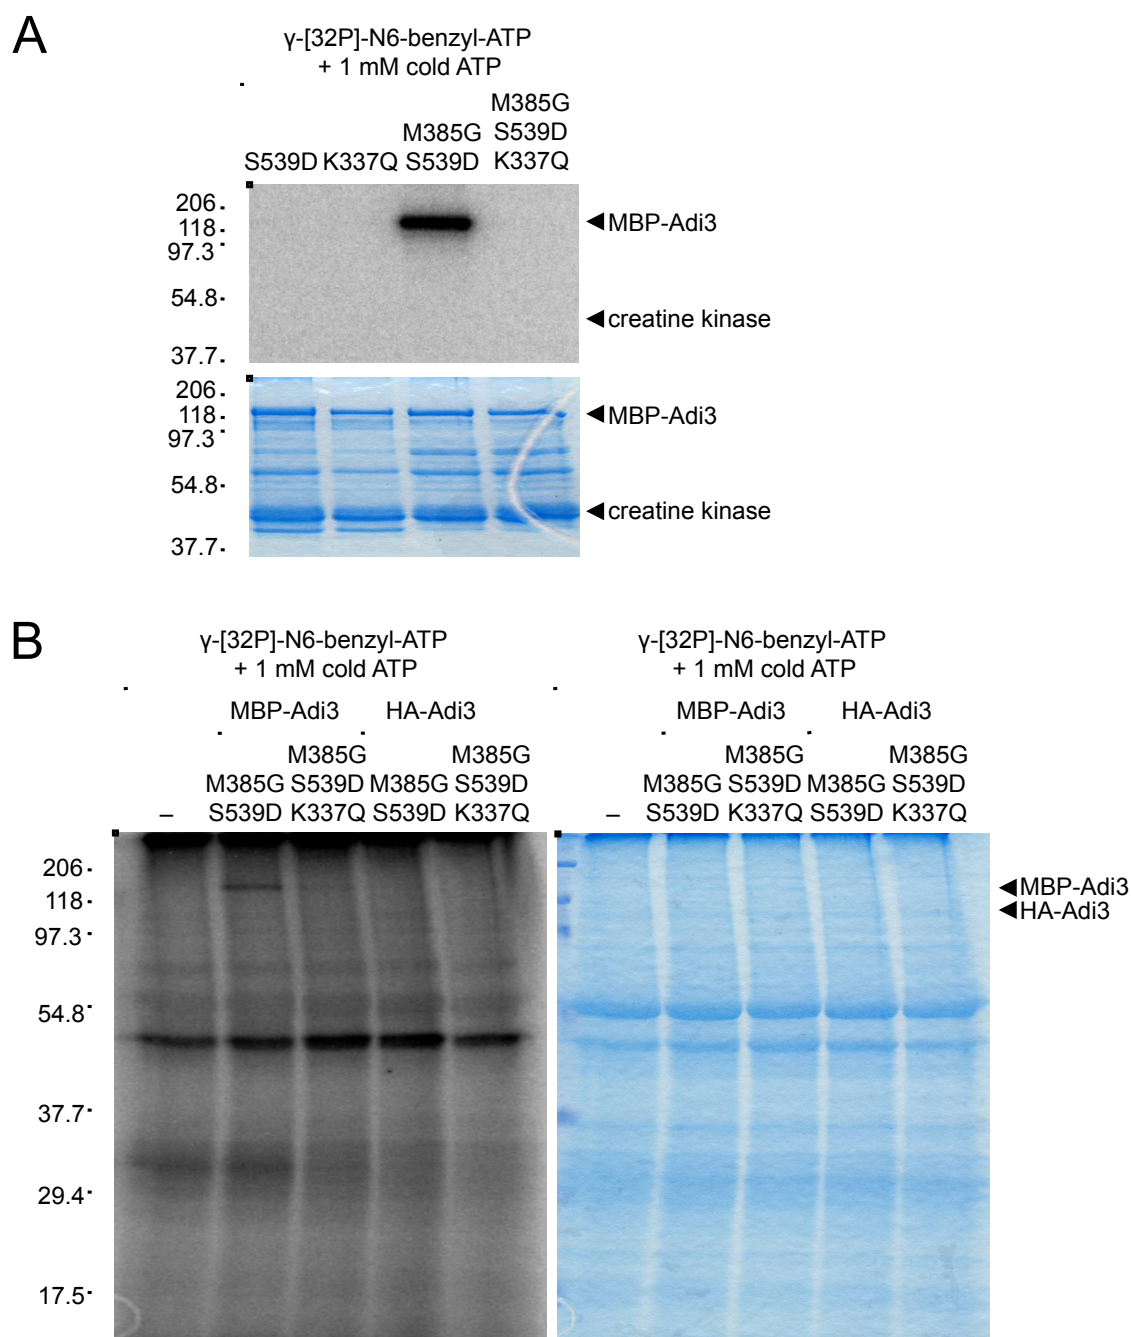 A
γ-[32P]-N6-benzyl-ATP
+ 1 mM cold ATP
M385G
M385G S539D
S539D K337Q S539D K337Q
206
118
97.3
54.8
37.7
MBP-Adi3
creatine kinase
206
118
97.3
54.8
37.7
MBP-Adi3
creatine kinase
B
γ-[32P]-N6-benzyl-ATP
+ 1 mM cold ATP
MBP-Adi3 HA-Adi3
M385G M385G
M385G S539D M385G S539D
– S539D K337Q S539D K337Q
γ-[32P]-N6-benzyl-ATP
+ 1 mM cold ATP
MBP-Adi3 HA-Adi3
M385G M385G
M385G S539D M385G S539D
– S539D K337Q S539D K337Q
206
118
97.3
54.8
37.7
29.4
17.5
MBP-Adi3
HA-Adi3